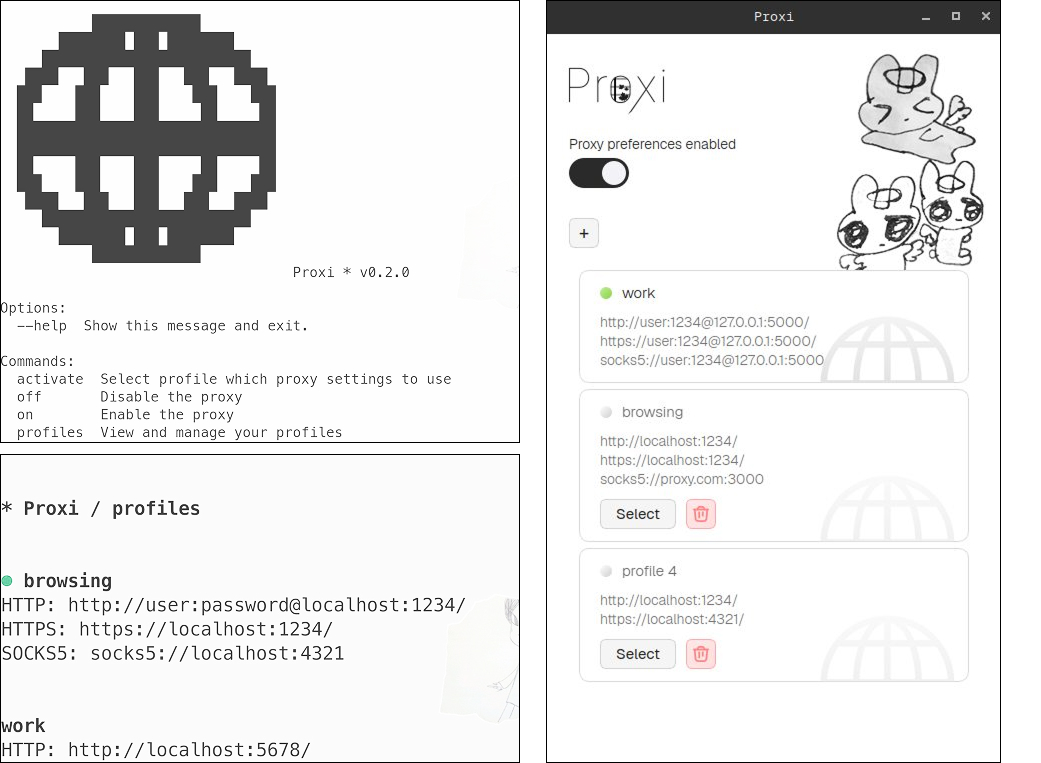 Proxi * v0.2.0
Options:
--help Show this message and exit.
Commands:
activate Select profile which proxy settings to use
off Disable the proxy
on Enable the proxy
profiles View and manage your profiles
* Proxi / profiles
browsing
HTTP: http://user:password@localhost:1234/
HTTPS: https://localhost:1234/
SOCKS5: socks5://localhost:4321
work
HTTP: http://localhost:5678/
Proxi
Proxi
Proxy preferences enabled
+
work
http://user:1234@127.0.0.1:5000/
https://user:1234@127.0.0.1:5000/
socks5://user:1234@127.0.0.1:5000
browsing
http://localhost:1234/
https://localhost:1234/
socks5://proxy.com:3000
Select
profile 4
http://localhost:1234/
https://localhost:4321/
Select